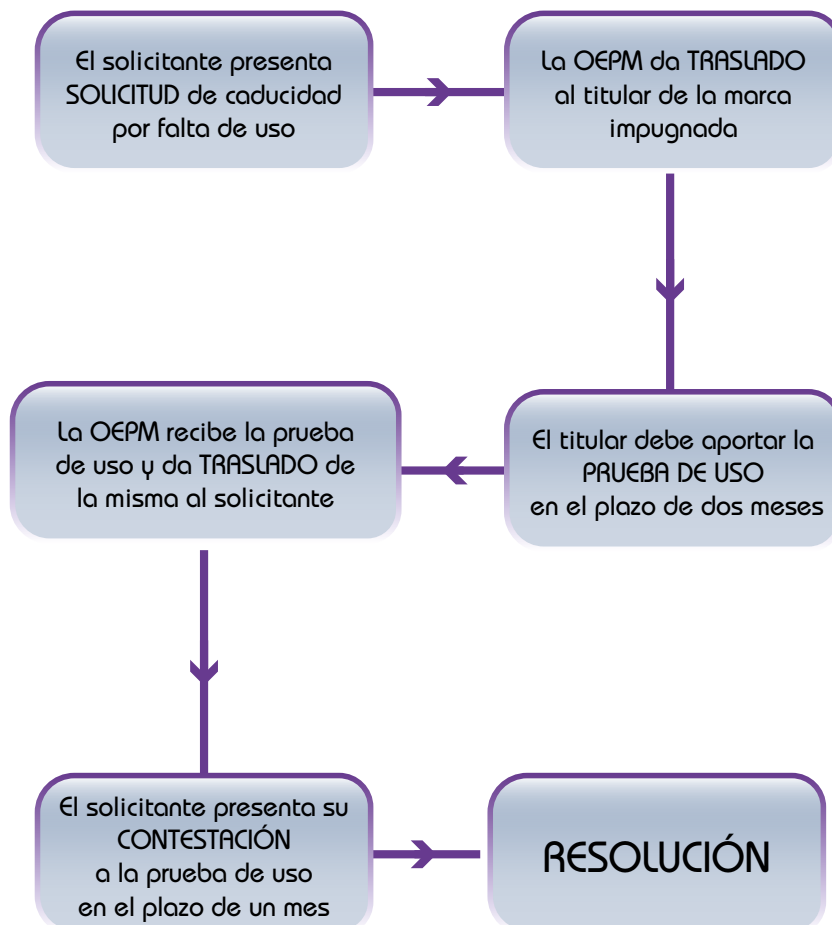 El solicitante presenta
SOLICITUD de caducidad
por falta de uso
La OEPM da TRASLADO
al titular de la marca
impugnada
El titular debe aportar la
PRUEBA DE USO
en el plazo de dos meses
La OEPM recibe la prueba
de uso y da TRASLADO de
la misma al solicitante
El solicitante presenta su
CONTESTACIÓN
a la prueba de uso
en el plazo de un mes
RESOLUCIÓN